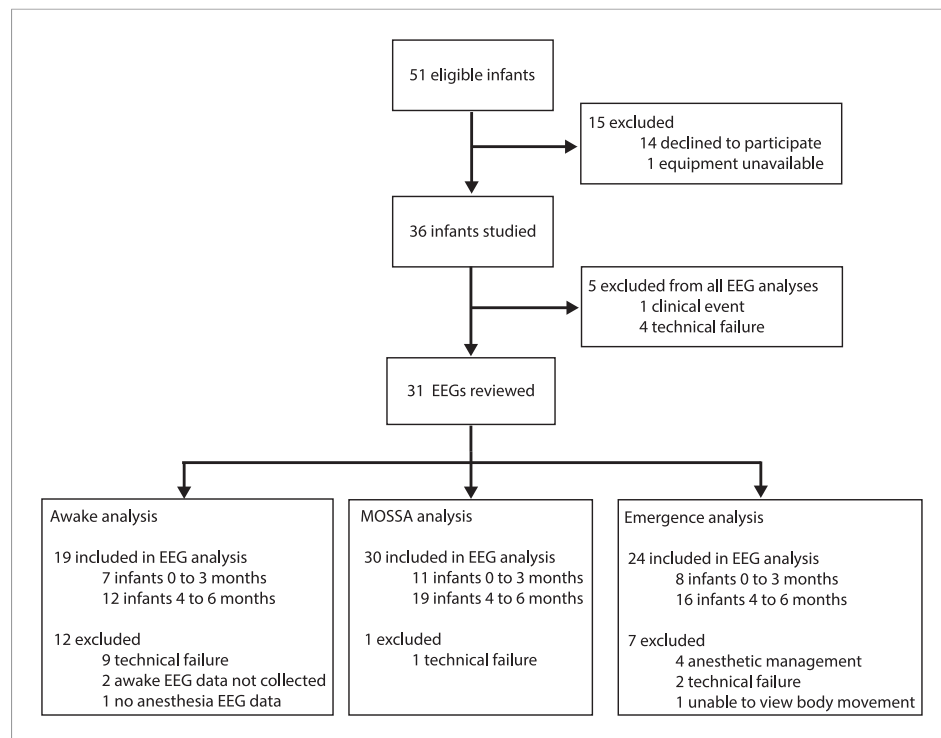 51 eligible infants
15 excluded
14 declined to participate
1 equipment unavailable
36 infants studied
5 excluded from all EEG analyses
1 clinical event
4 technical failure
31 EEGs reviewed
Awake analysis
19 included in EEG analysis
7 infants 0 to 3 months
12 infants 4 to 6 months
12 excluded
9 technical failure
2 awake EEG data not collected
1 no anesthesia EEG data
MOSSA analysis
30 included in EEG analysis
11 infants 0 to 3 months
19 infants 4 to 6 months
1 excluded
1 technical failure
Emergence analysis
24 included in EEG analysis
8 infants 0 to 3 months
16 infants 4 to 6 months
7 excluded
4 anesthetic management
2 technical failure
1 unable to view body movement